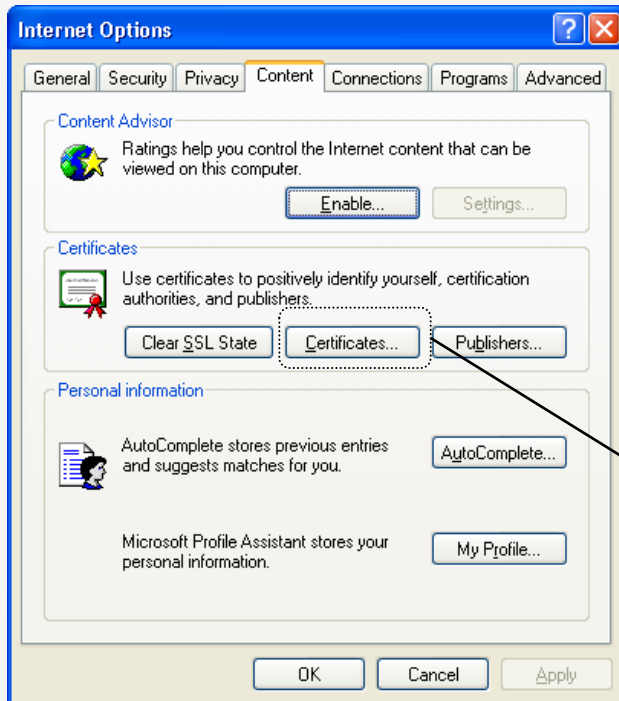 Internet Options
General Security Privacy Content Connections Programs Advanced
Content Advisor
Ratings help you control the Internet content that can be
viewed on this computer.
Enable... Settings...
Certificates
Use certificates to positively identify yourself, certification
authorities, and publishers.
Clear SSL State Certificates... Publishers...
Personal information
AutoComplete stores previous entries
and suggests matches for you.
AutoComplete...
Microsoft Profile Assistant stores your
personal information.
My Profile...
OK Cancel Apply